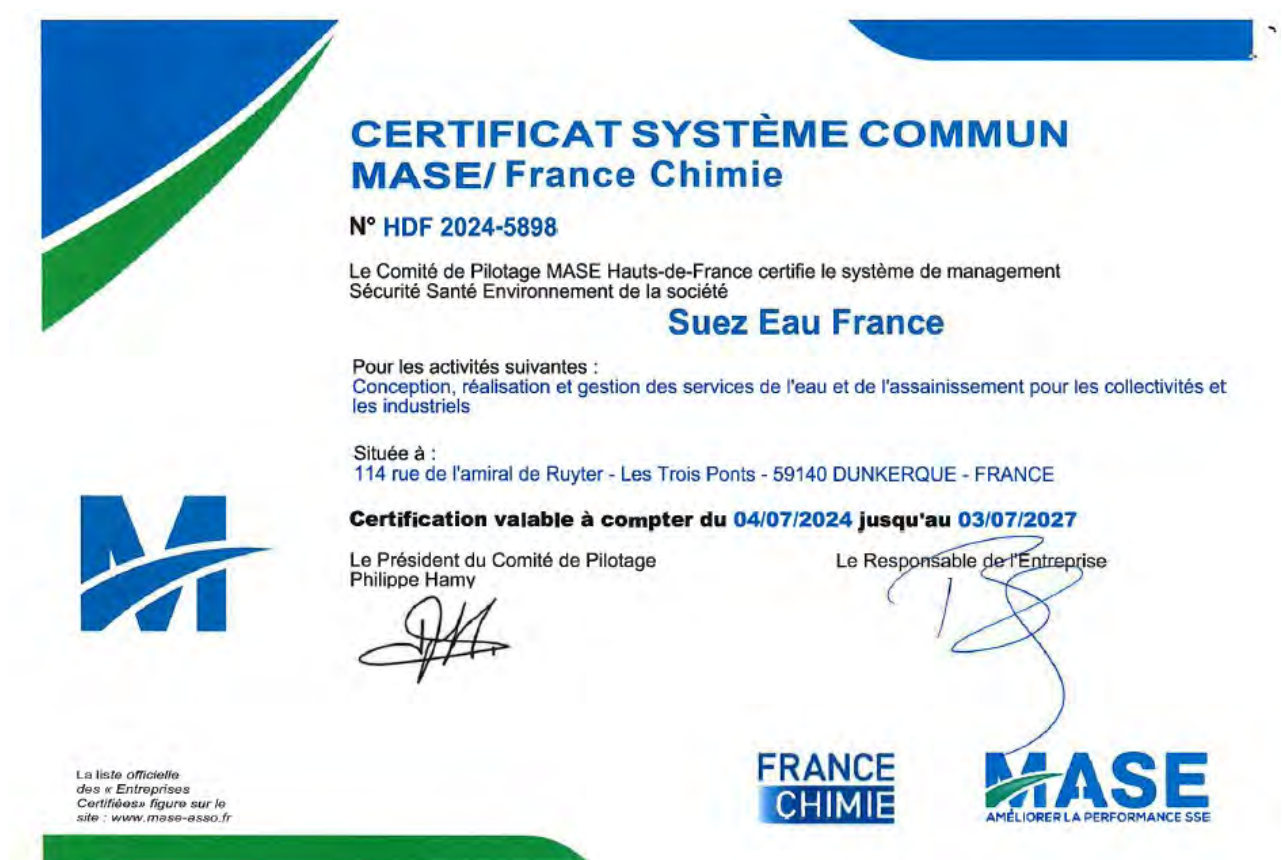 CERTIFICAT SYSTÈME COMMUN
MASE/ France Chimie
N° HDF 2024-5898
Le Comité de Pilotage MASE Hauts-de-France certifie le système de management
Sécurité Santé Environnement de la société
Suez Eau France
Pour les activités suivantes :
Conception, réalisation et gestion des services de l'eau et de l'assainissement pour les collectivités et
les industriels
Située à :
114 rue de l'amiral de Ruyter - Les Trois Ponts - 59140 DUNKERQUE - FRANCE
Certification valable à compter du 04/07/2024 jusqu'au 03/07/2027
Le Président du Comité de Pilotage
Philippe Hamy
Le Responsable de l'Entreprise
M
La liste officielle
des « Entreprises
Certifiées» figure sur le
site : www.mase-asso.fr
FRANCE
CHIMIE
MASE
AMÉLIORER LA PERFORMANCE SSE